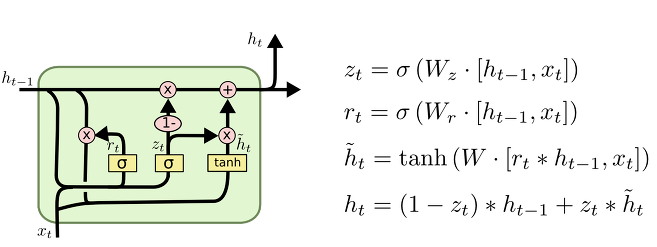 h_t
h_{t-1}
x
+
1-
x
r_t
z_t
x
h̃_t
σ
σ
tanh
x_t
z_t = σ (W_z · [h_{t-1}, x_t])
r_t = σ (W_r · [h_{t-1}, x_t])
h̃_t = tanh (W · [r_t * h_{t-1}, x_t])
h_t = (1 − z_t) * h_{t-1} + z_t * h̃_t